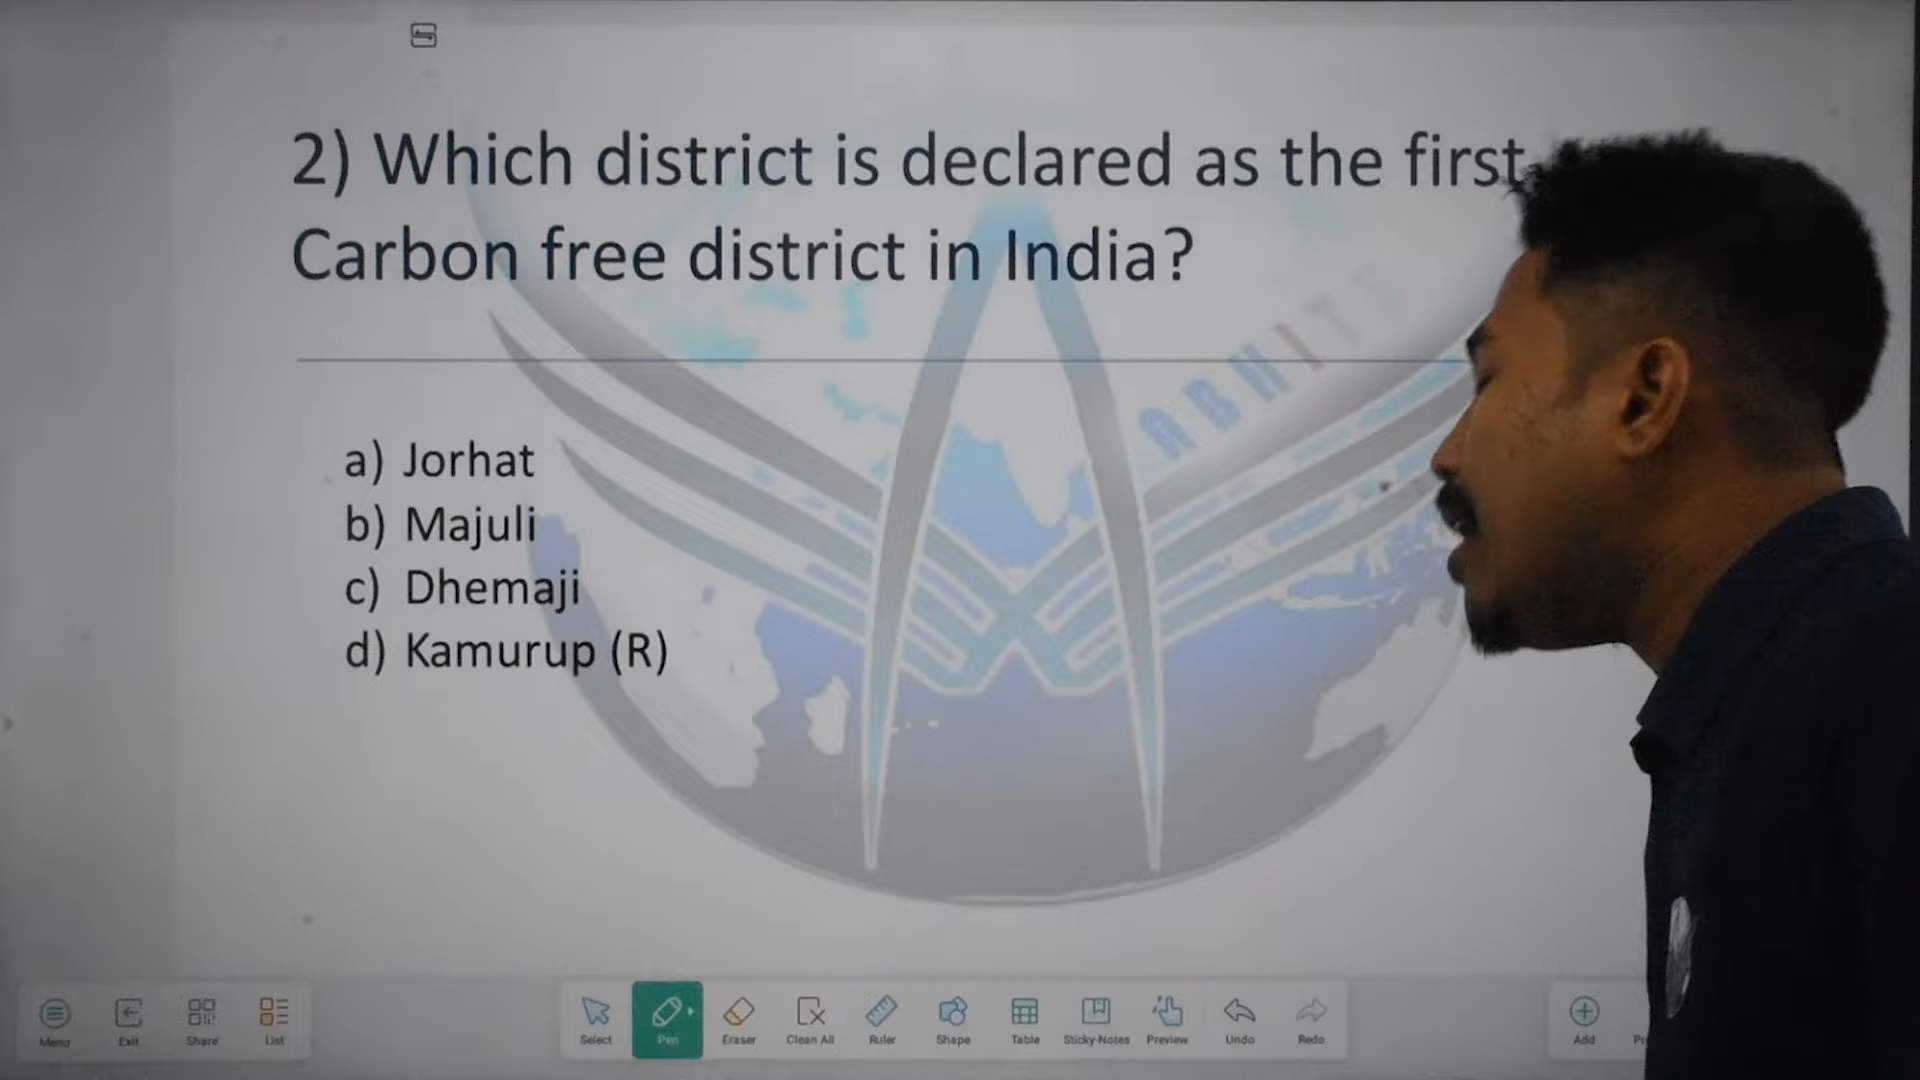 2) Which district is declared as the first
Carbon free district in India?
ABHIT
a) Jorhat
b) Majuli
c) Dhemaji
d) Kamurup (R)
Menu Exit Share List
Select Pen Eraser Clean All Ruler Shape Table Sticky-Notes Preview Undo Redo
Add